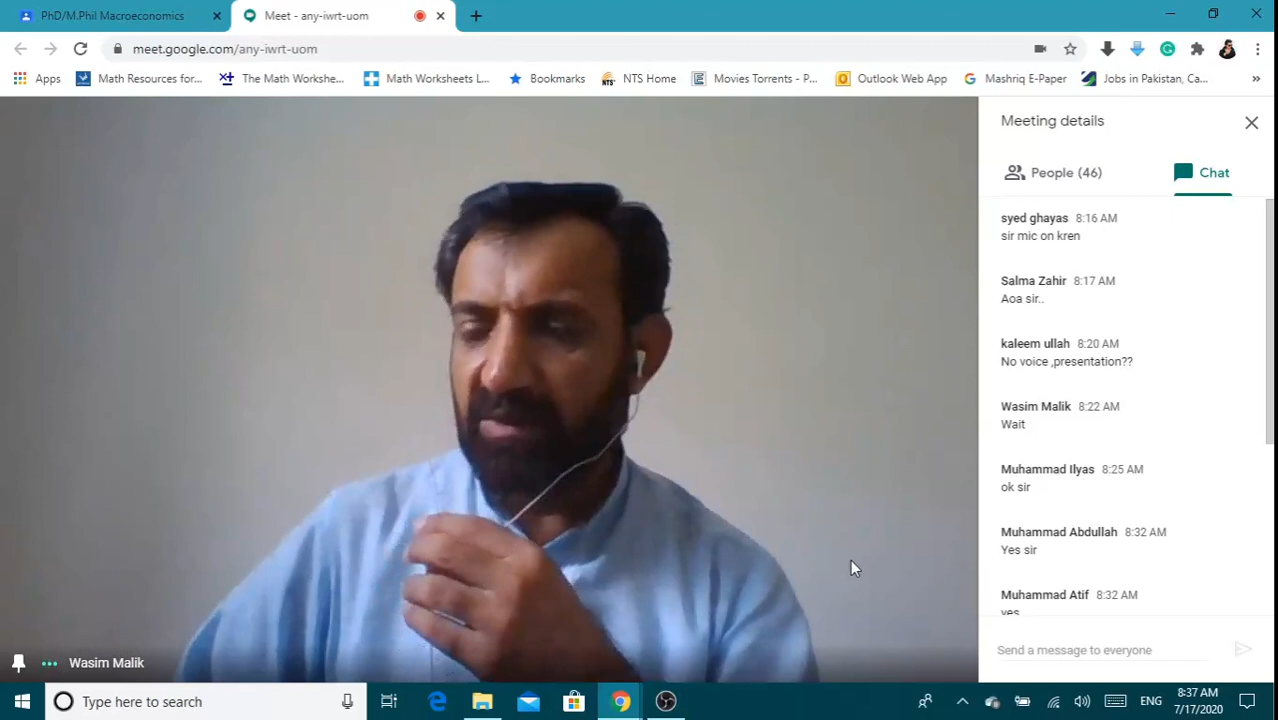 PhD/M.Phil Macroeconomics
Meet - any-iwrt-uom
meet.google.com/any-iwrt-uom
Apps
Math Resources for...
The Math Workshe...
Math Worksheets L...
Bookmarks
NTS Home
Movies Torrents - P...
Outlook Web App
Mashriq E-Paper
Jobs in Pakistan, Ca...
»
Meeting details
People (46)
Chat
syed ghayas 8:16 AM
sir mic on kren
Salma Zahir 8:17 AM
Aoa sir..
kaleem ullah 8:20 AM
No voice ,presentation??
Wasim Malik 8:22 AM
Wait
Muhammad Ilyas 8:25 AM
ok sir
Muhammad Abdullah 8:32 AM
Yes sir
Muhammad Atif 8:32 AM
yes
Send a message to everyone
Wasim Malik
Type here to search
ENG
8:37 AM
7/17/2020